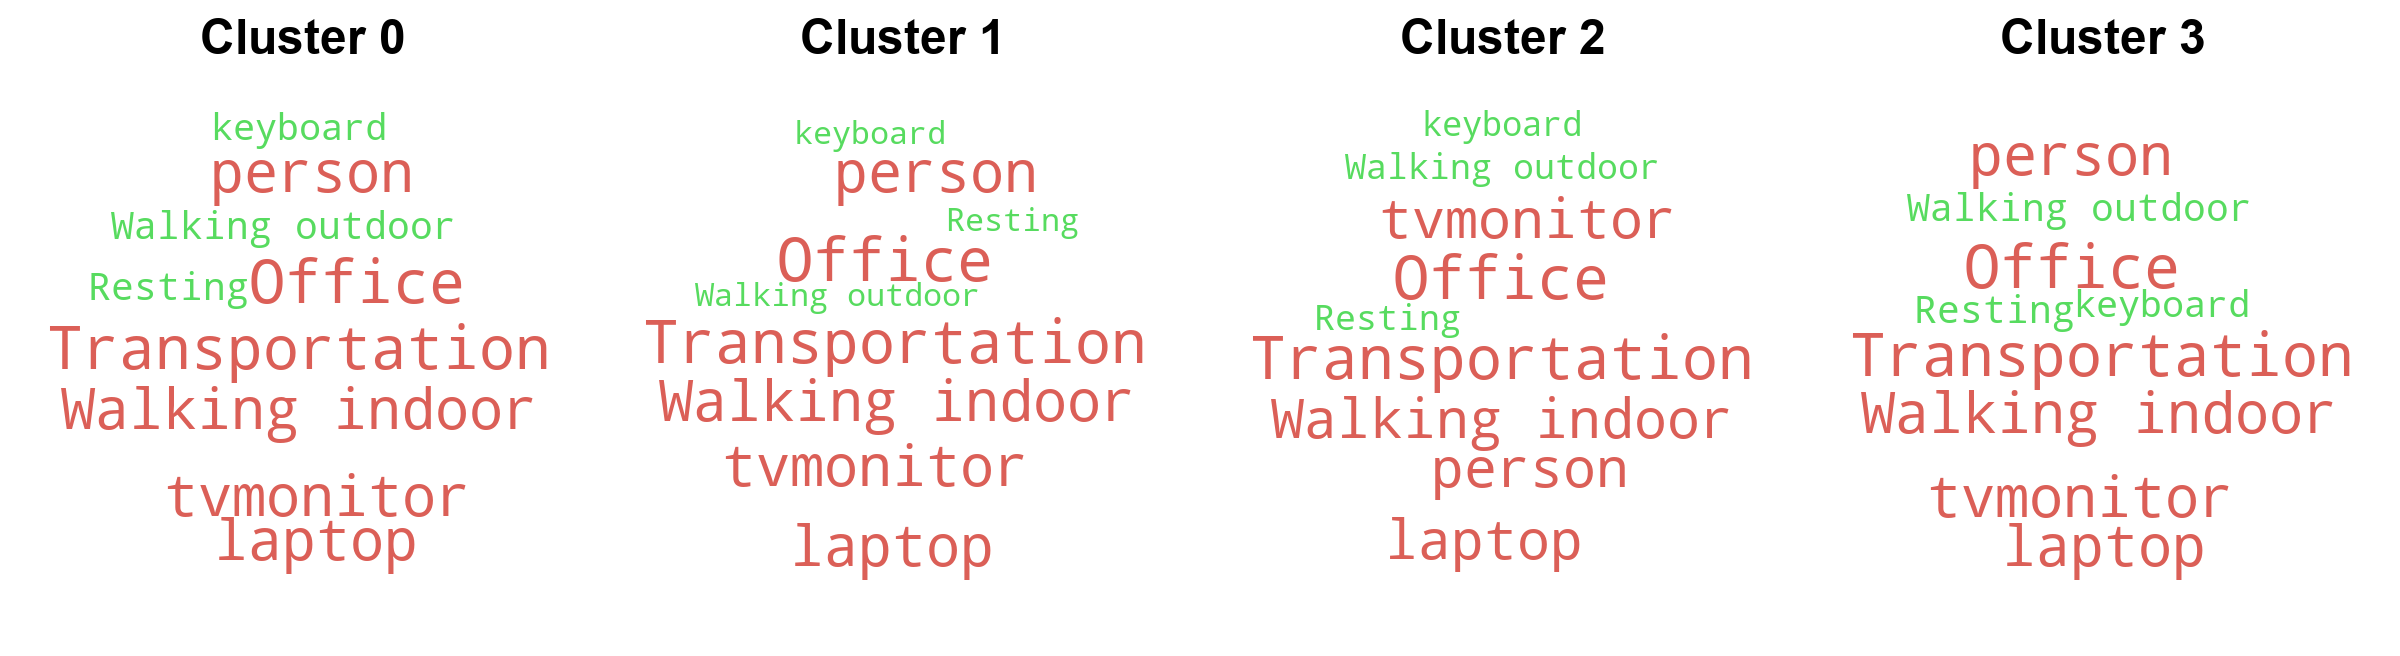 Cluster 0
keyboard
person
Walking outdoor
Resting Office
Transportation
Walking indoor
tvmonitor
laptop
Cluster 1
keyboard
person
Resting
Office
Walking outdoor
Transportation
Walking indoor
tvmonitor
laptop
Cluster 2
keyboard
Walking outdoor
tvmonitor
Office
Resting
Transportation
Walking indoor
person
laptop
Cluster 3
person
Walking outdoor
Office
Resting keyboard
Transportation
Walking indoor
tvmonitor
laptop